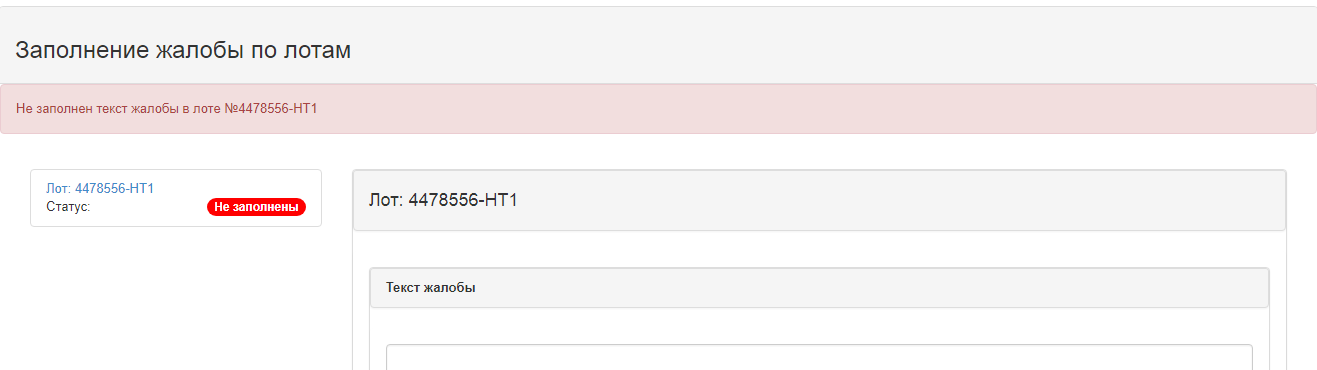 Заполнение жалобы по лотам
Не заполнен текст жалобы в лоте №4478556-НТ1
Лот: 4478556-НТ1
Статус: Не заполнены
Лот: 4478556-НТ1
Текст жалобы